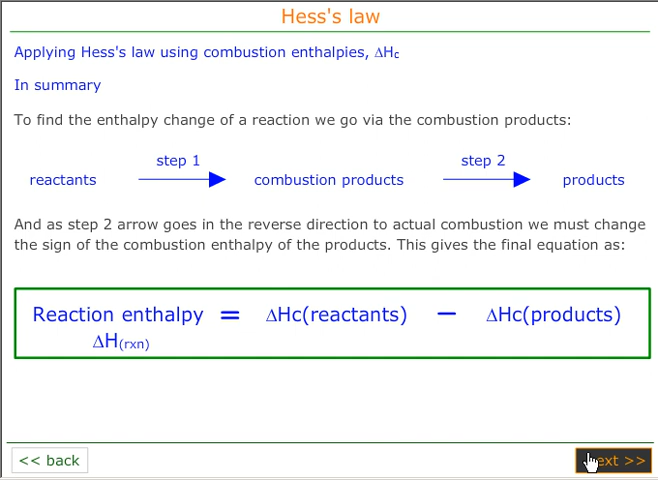 Hess's law
Applying Hess's law using combustion enthalpies, ΔHc
In summary
To find the enthalpy change of a reaction we go via the combustion products:
step 1 step 2
reactants combustion products products
And as step 2 arrow goes in the reverse direction to actual combustion we must change
the sign of the combustion enthalpy of the products. This gives the final equation as:
Reaction enthalpy = ΔHc(reactants) − ΔHc(products)
ΔH(rxn)
<< back >>